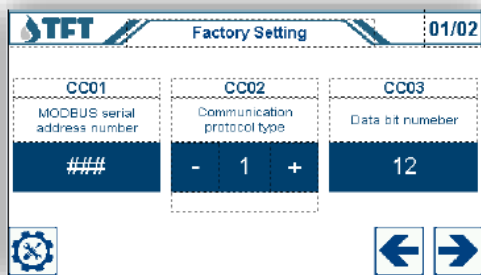 TFT
Factory Setting
01/02
CC01
MODBUS serial
address number
###
CC02
Communication
protocol type
- 1 +
CC03
Data bit numeber
12